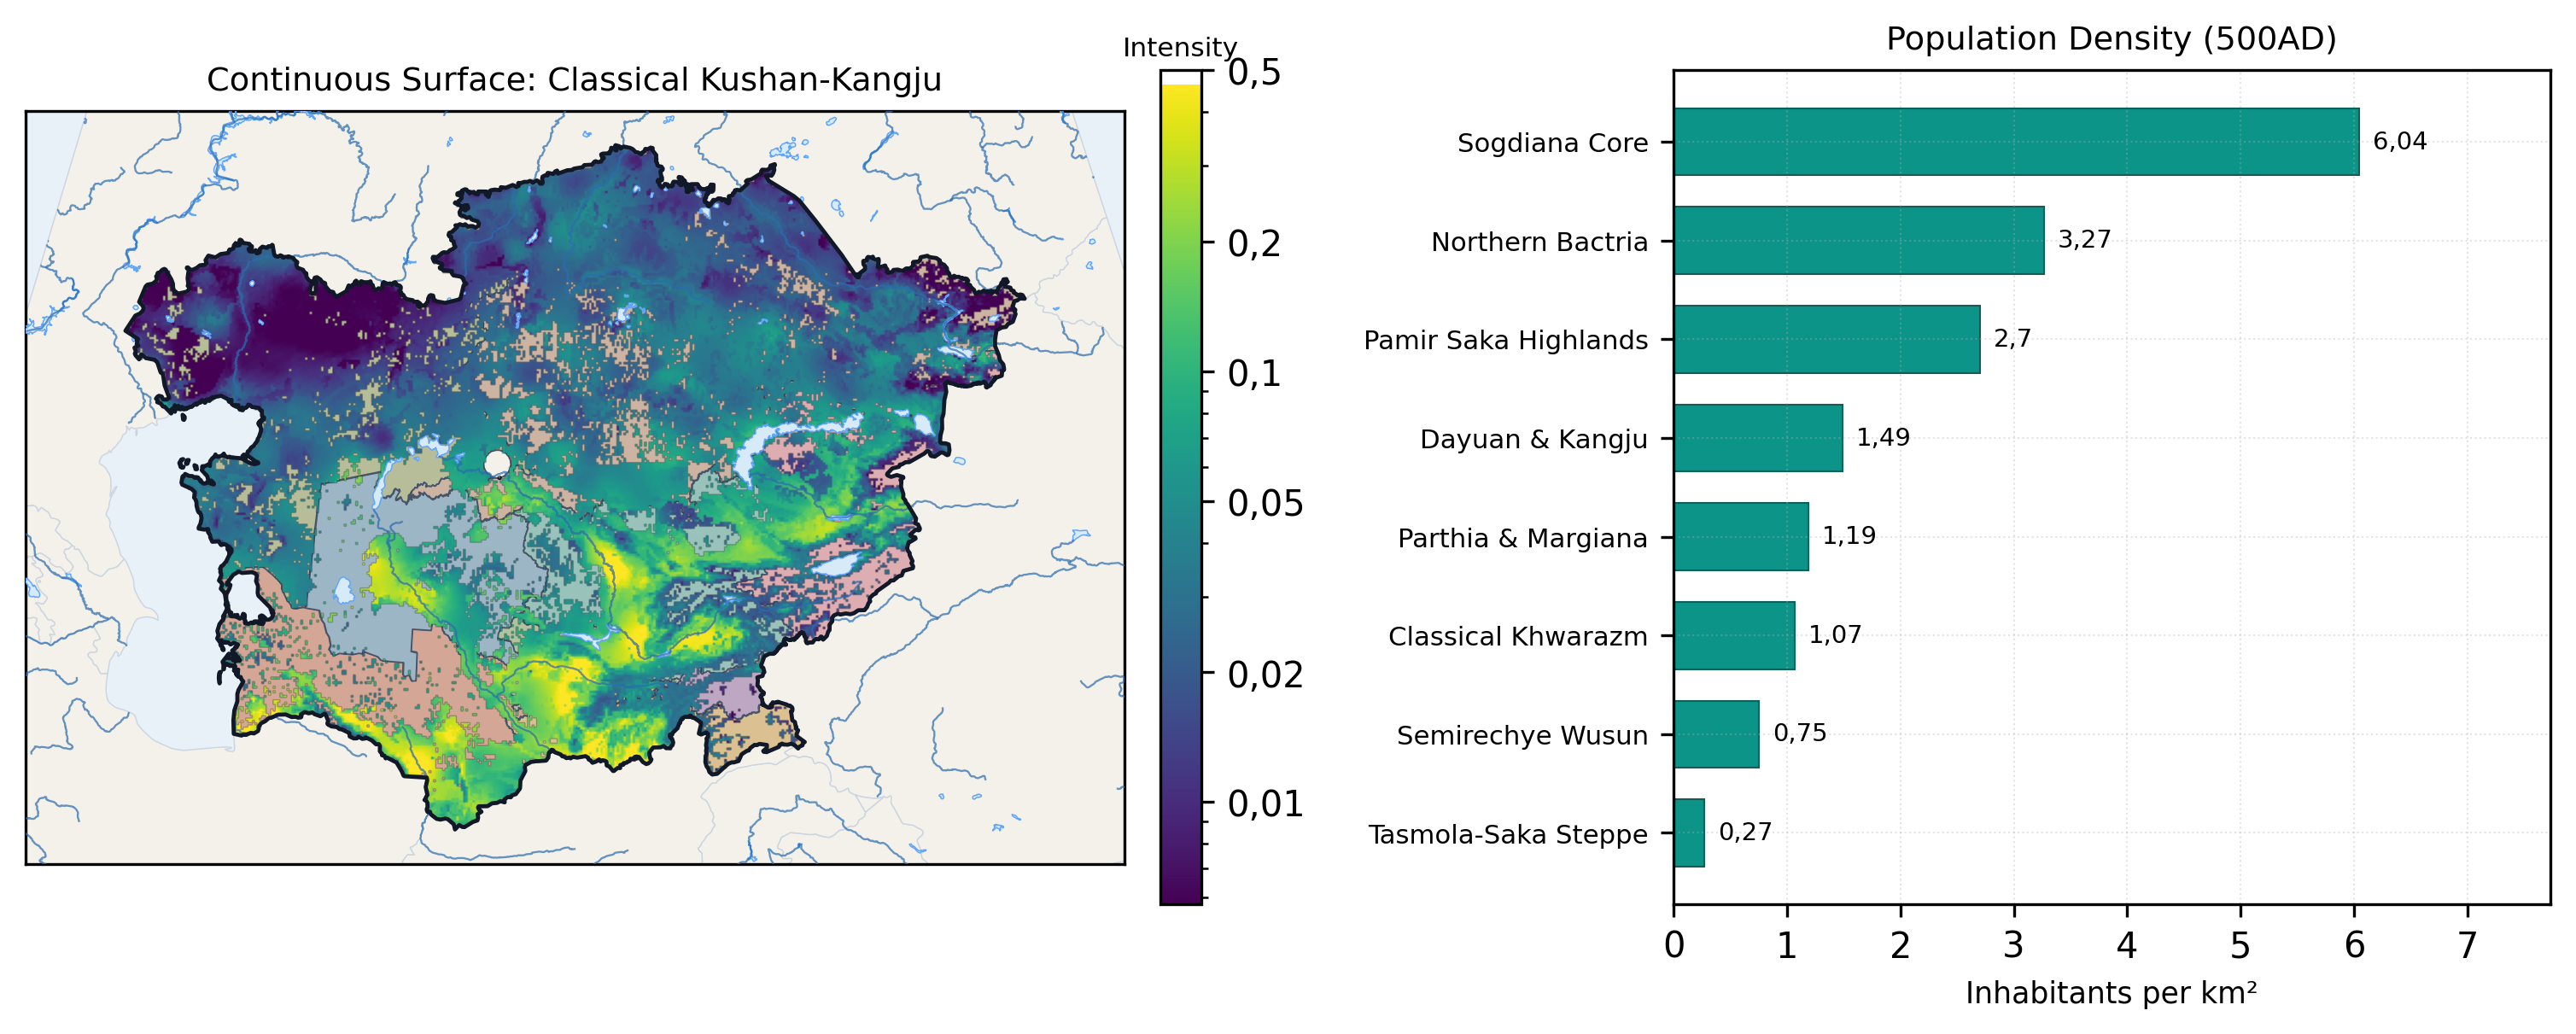 Continuous Surface: Classical Kushan-Kangju
Intensity
0,5
0,2
0,1
0,05
0,02
0,01
Population Density (500AD)
Sogdiana Core
6,04
Northern Bactria
3,27
Pamir Saka Highlands
2,7
Dayuan & Kangju
1,49
Parthia & Margiana
1,19
Classical Khwarazm
1,07
Semirechye Wusun
0,75
Tasmola-Saka Steppe
0,27
0 1 2 3 4 5 6 7
Inhabitants per km²